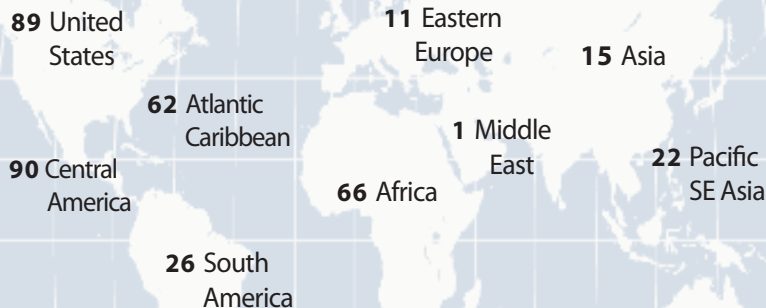 89 United
States
11 Eastern
Europe
15 Asia
62 Atlantic
Caribbean
1 Middle
East
22 Pacific
SE Asia
90 Central
America
66 Africa
26 South
America